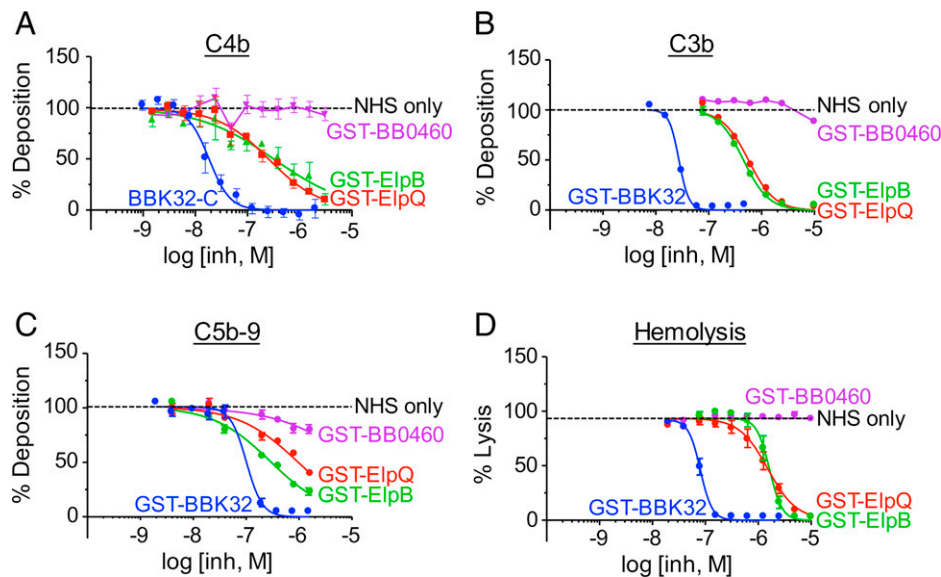 A
C4b
150
100
50
0
% Deposition
NHS only
GST-BB0460
GST-ElpB
GST-ElpQ
BBK32-C
-9 -8 -7 -6 -5
log [inh, M]
B
C3b
150
100
50
0
% Deposition
NHS only
GST-BB0460
GST-BBK32
GST-ElpB
GST-ElpQ
-9 -8 -7 -6 -5
log [inh, M]
C
C5b-9
150
100
50
0
% Deposition
NHS only
GST-BB0460
GST-ElpQ
GST-ElpB
GST-BBK32
-9 -8 -7 -6 -5
log [inh, M]
D
Hemolysis
150
100
50
0
% Lysis
GST-BB0460
NHS only
GST-BBK32
GST-ElpQ
GST-ElpB
-9 -8 -7 -6 -5
log [inh, M]